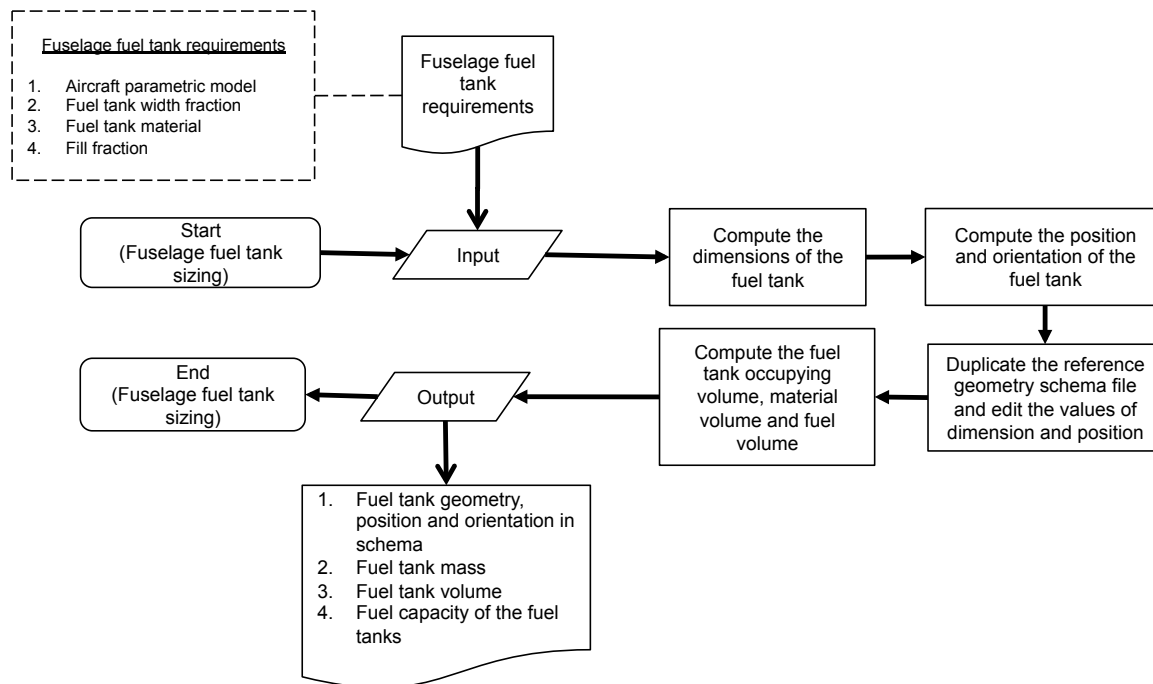 Fuselage fuel tank requirements
1. Aircraft parametric model
2. Fuel tank width fraction
3. Fuel tank material
4. Fill fraction
Fuselage fuel
tank
requirements
Start
(Fuselage fuel tank
sizing)
Input
Compute the
dimensions of the
fuel tank
Compute the position
and orientation of the
fuel tank
End
(Fuselage fuel tank
sizing)
Output
Compute the fuel
tank occupying
volume, material
volume and fuel
volume
Duplicate the reference
geometry schema file
and edit the values of
dimension and position
1. Fuel tank geometry,
position and orientation in
schema
2. Fuel tank mass
3. Fuel tank volume
4. Fuel capacity of the fuel
tanks